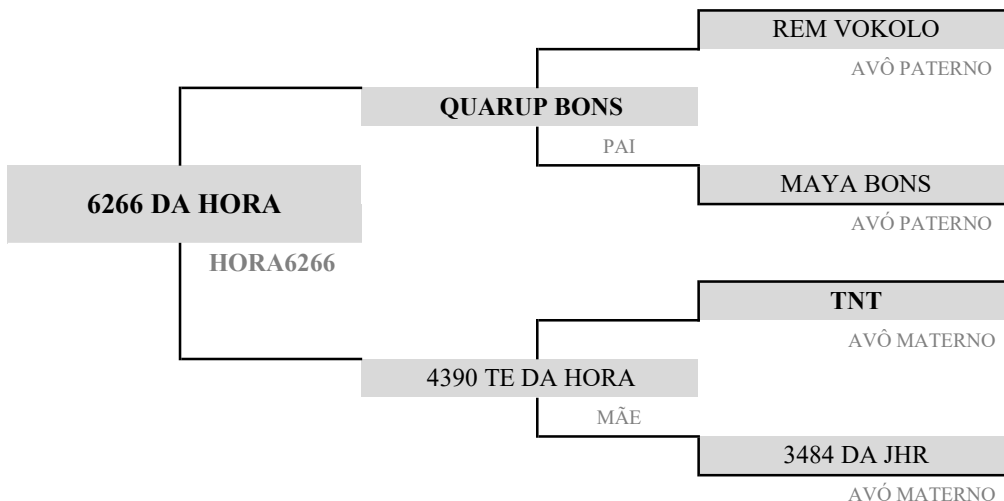 REM VOKOLO
AVÔ PATERNO
QUARUP BONS
PAI
MAYA BONS
AVÓ PATERNO
6266 DA HORA
HORA6266
TNT
AVÔ MATERNO
4390 TE DA HORA
MÃE
3484 DA JHR
AVÓ MATERNO